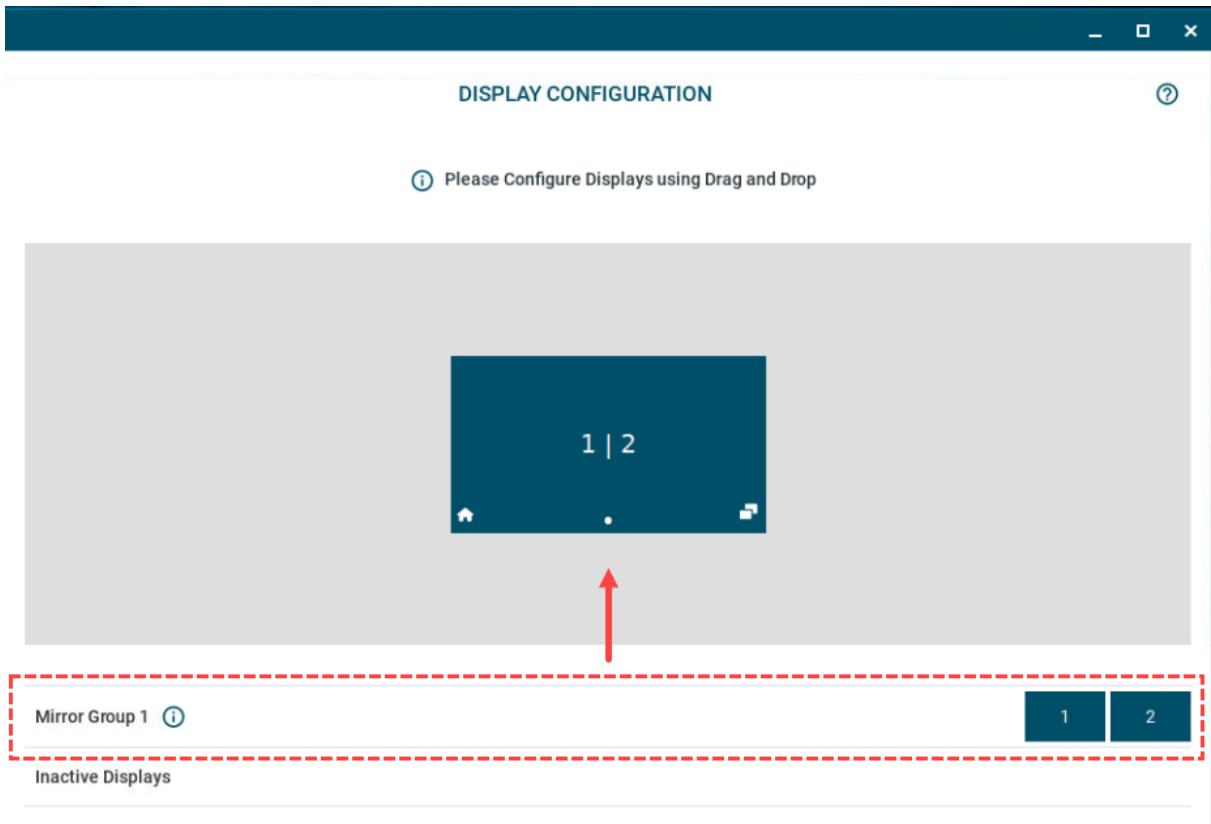 DISPLAY CONFIGURATION
Please Configure Displays using Drag and Drop
1 | 2
Mirror Group 1
1
2
Inactive Displays